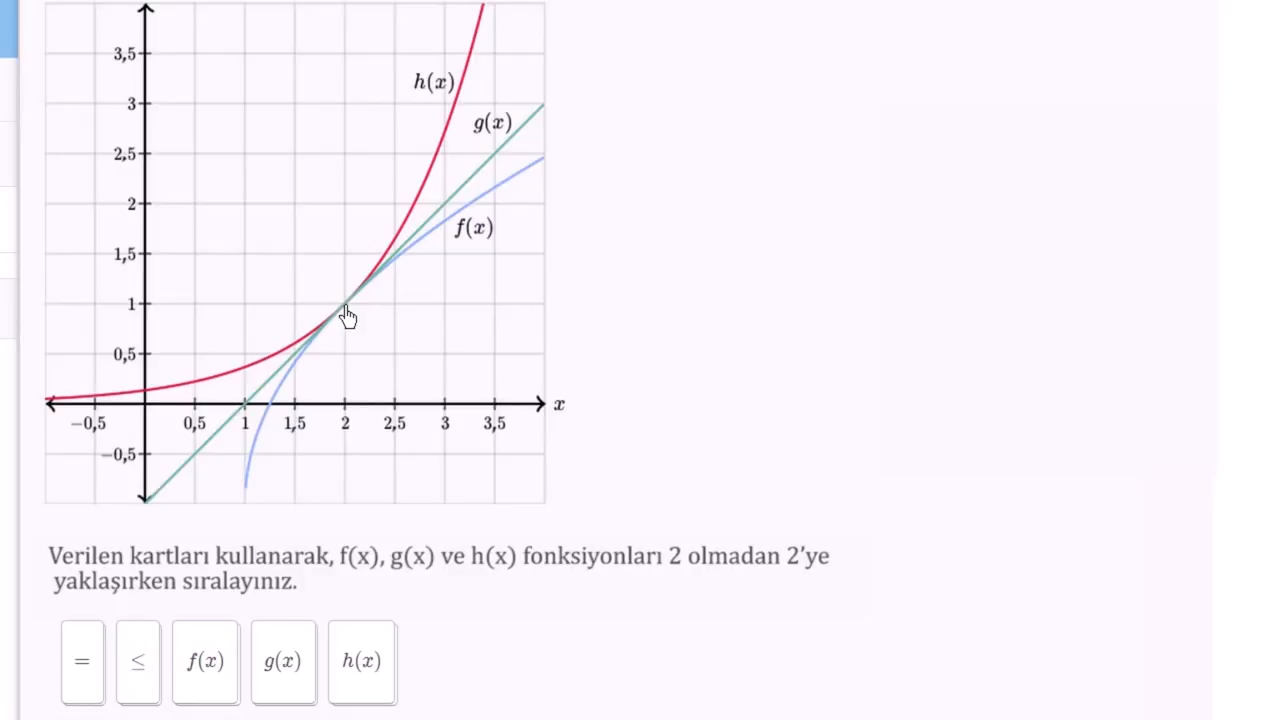 3,5
h(x)
3
g(x)
2,5
2
f(x)
1,5
1
0,5
x
−0,5 0,5 1 1,5 2 2,5 3 3,5
−0,5
Verilen kartları kullanarak, f(x), g(x) ve h(x) fonksiyonları 2 olmadan 2’ye
yaklaşırken sıralayınız.
= ≤ f(x) g(x) h(x)